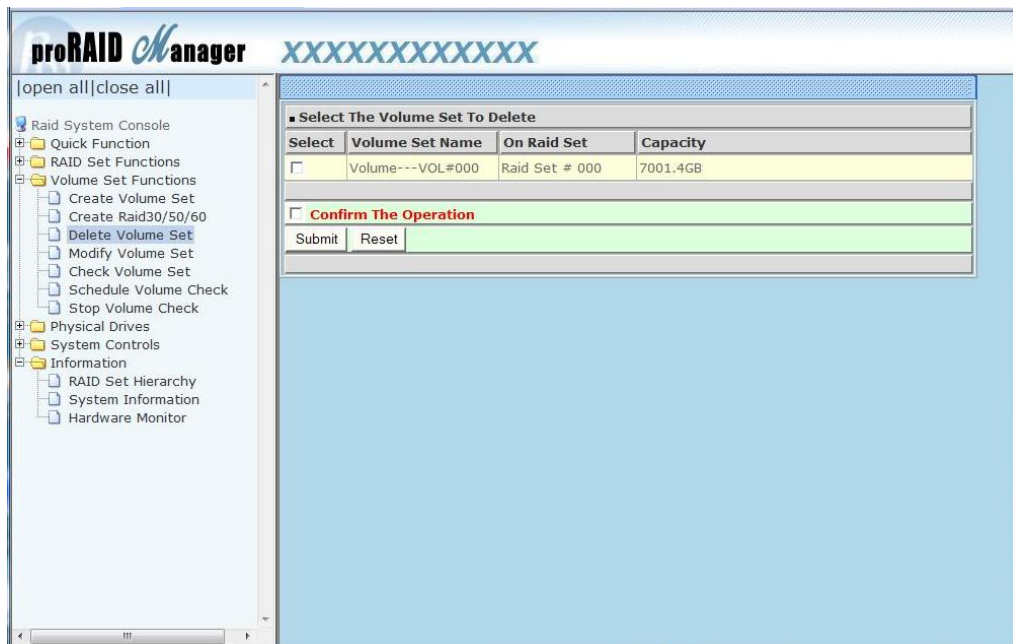 proRAID Manager XXXXXXXXXXXX
|open all|close all|
Raid System Console
Quick Function
RAID Set Functions
Volume Set Functions
Create Volume Set
Create Raid30/50/60
Delete Volume Set
Modify Volume Set
Check Volume Set
Schedule Volume Check
Stop Volume Check
Physical Drives
System Controls
Information
RAID Set Hierarchy
System Information
Hardware Monitor
Select The Volume Set To Delete
Select Volume Set Name On Raid Set Capacity
Volume---VOL#000 Raid Set # 000 7001.4GB
Confirm The Operation
Submit Reset